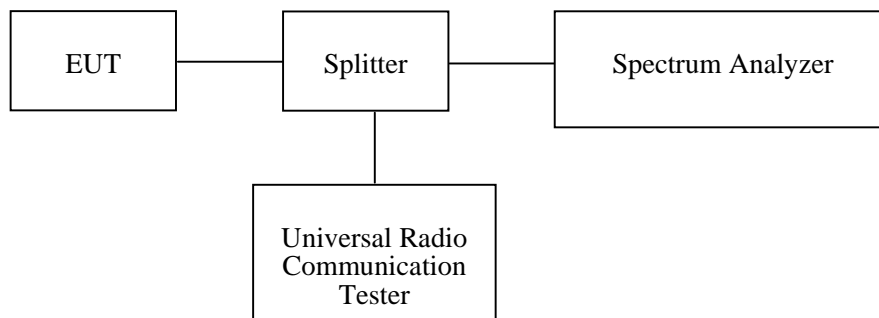 EUT
Splitter
Spectrum Analyzer
Universal Radio
Communication
Tester